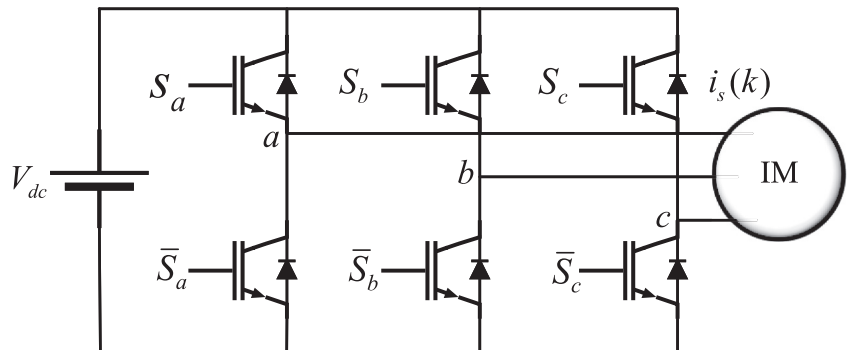 S_a S_b S_c i_s(k)
a
b
IM
V_dc
c
S̅_a S̅_b S̅_c